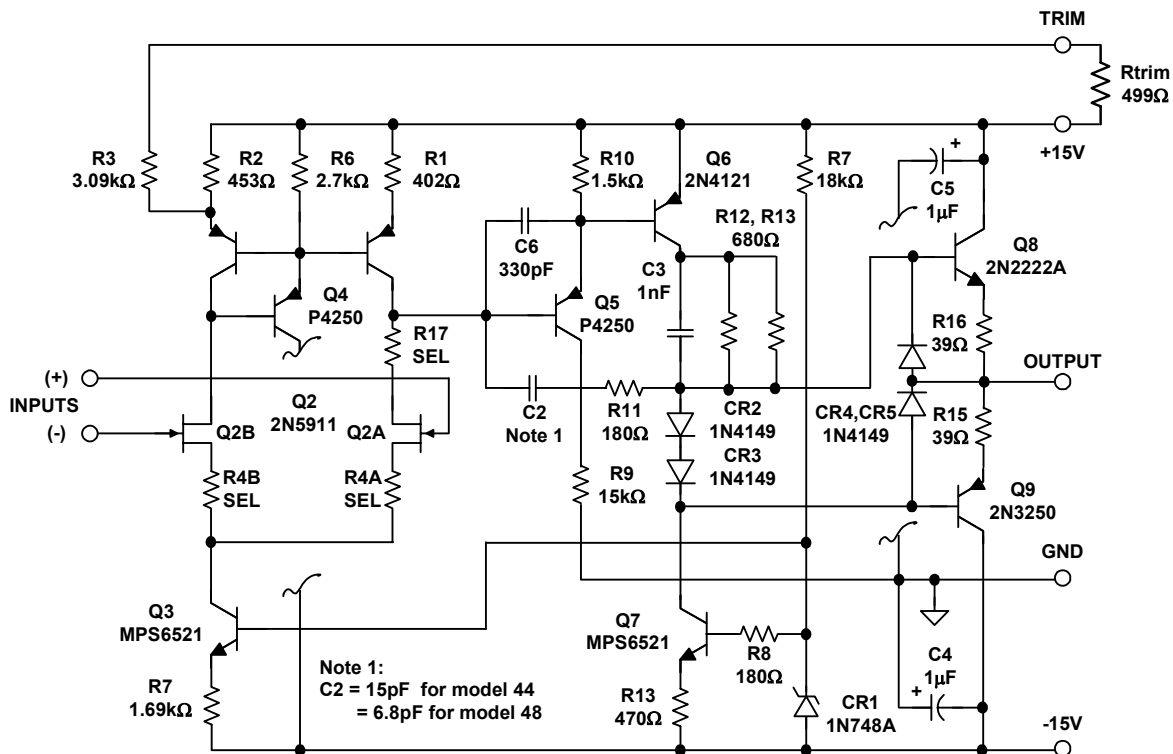 TRIM
Rtrim
499Ω
+15V
R3
3.09kΩ
R2
453Ω
R6
2.7kΩ
R1
402Ω
R10
1.5kΩ
Q6
2N4121
R7
18kΩ
C5
1µF
+
R12, R13
680Ω
C6
330pF
C3
1nF
Q8
2N2222A
Q4
P4250
Q5
P4250
R17
SEL
R16
39Ω
OUTPUT
(+)
INPUTS
(-)
Q2
2N5911
Q2B
Q2A
C2
Note 1
R11
180Ω
CR2
1N4149
CR3
1N4149
CR4,CR5
1N4149
R15
39Ω
R4B
SEL
R4A
SEL
R9
15kΩ
Q9
2N3250
GND
Q3
MPS6521
Q7
MPS6521
R8
180Ω
C4
1µF
+
R7
1.69kΩ
Note 1:
C2 = 15pF for model 44
= 6.8pF for model 48
R13
470Ω
CR1
1N748A
-15V